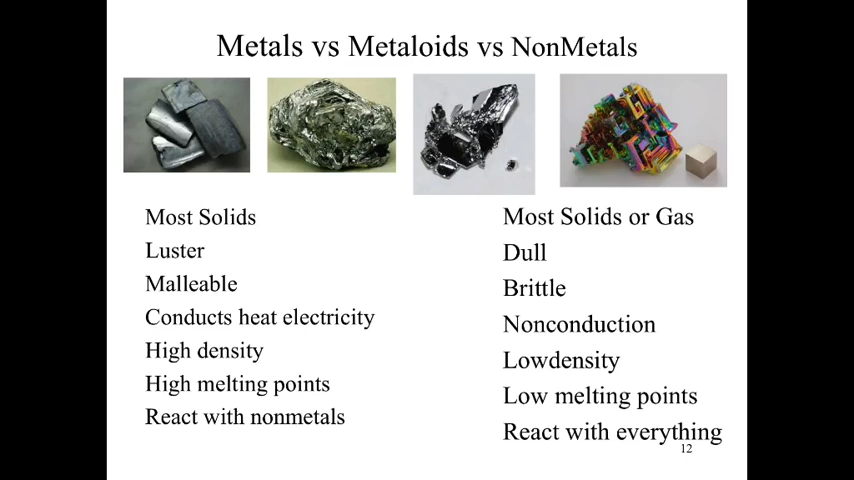 Metals vs Metaloids vs NonMetals
Most Solids
Luster
Malleable
Conducts heat electricity
High density
High melting points
React with nonmetals
Most Solids or Gas
Dull
Brittle
Nonconduction
Lowdensity
Low melting points
React with everything
12